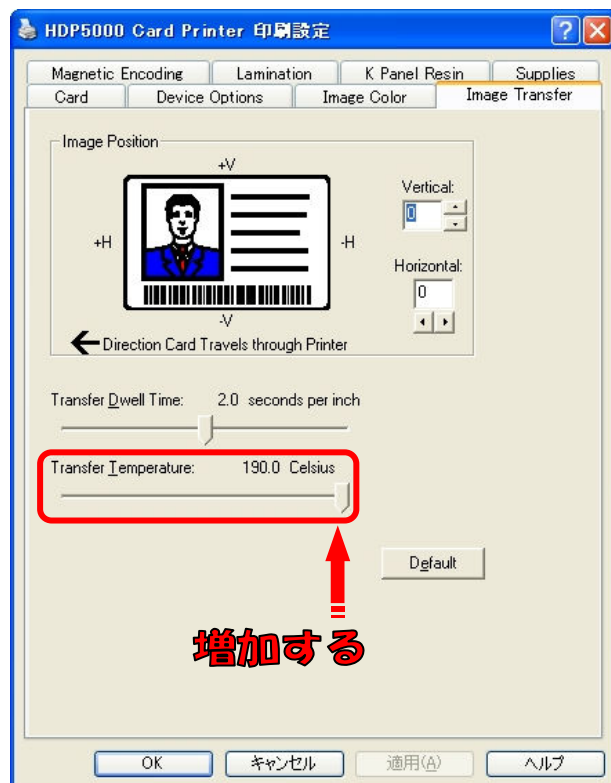 HDP5000 Card Printer 印刷設定
Magnetic Encoding Lamination K Panel Resin Supplies
Card Device Options Image Color Image Transfer
Image Position
+V
Vertical:
0
+H
-H
Horizontal:
0
-V
Direction Card Travels through Printer
Transfer Dwell Time: 2.0 seconds per inch
Transfer Temperature: 190.0 Celsius
Default
増加する
OK キャンセル 適用(A) ヘルプ